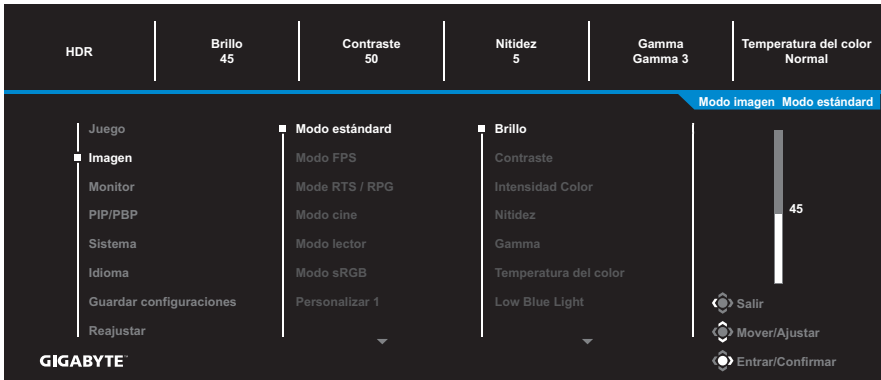 HDR
Brillo
45
Contraste
50
Nitidez
5
Gamma
Gamma 3
Temperatura del color
Normal
Modo imagen Modo estándard
Juego
Imagen
Monitor
PIP/PBP
Sistema
Idioma
Guardar configuraciones
Reajustar
Modo estándard
Modo FPS
Mode RTS / RPG
Modo cine
Modo lector
Modo sRGB
Personalizar 1
Brillo
Contraste
Intensidad Color
Nitidez
Gamma
Temperatura del color
Low Blue Light
45
Salir
Mover/Ajustar
Entrar/Confirmar
GIGABYTE™